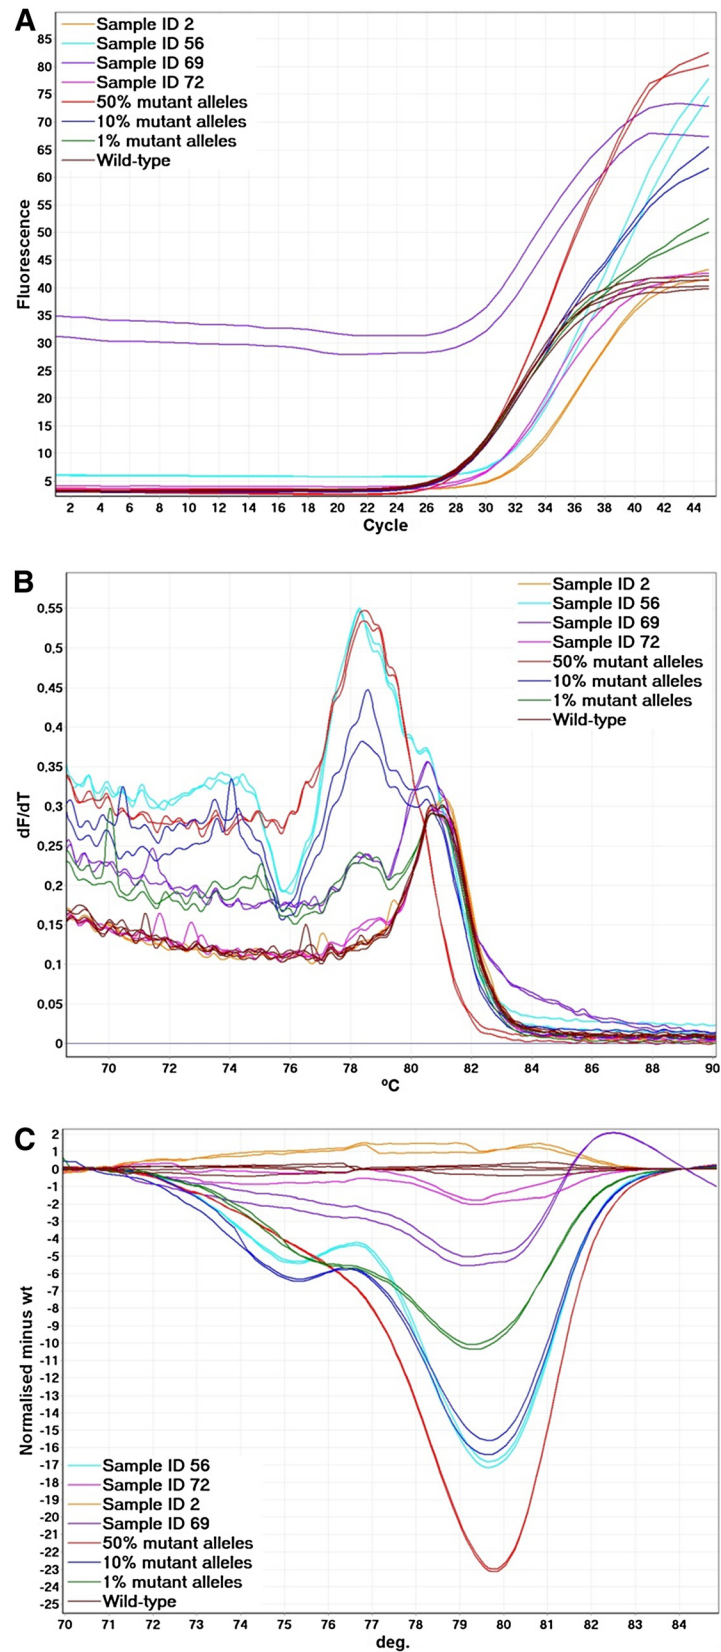 A
Sample ID 2
Sample ID 56
Sample ID 69
Sample ID 72
50% mutant alleles
10% mutant alleles
1% mutant alleles
Wild-type
Fluorescence
85
80
75
70
65
60
55
50
45
40
35
30
25
20
15
10
5
2 4 6 8 10 12 14 16 18 20 22 24 26 28 30 32 34 36 38 40 42 44
Cycle
B
Sample ID 2
Sample ID 56
Sample ID 69
Sample ID 72
50% mutant alleles
10% mutant alleles
1% mutant alleles
Wild-type
dF/dT
0,55
0,5
0,45
0,4
0,35
0,3
0,25
0,2
0,15
0,1
0,05
0
70 72 74 76 78 80 82 84 86 88 90
ºC
C
Normalised minus wt
2
1
0
-1
-2
-3
-4
-5
-6
-7
-8
-9
-10
-11
-12
-13
-14
-15
-16
-17
-18
-19
-20
-21
-22
-23
-24
-25
Sample ID 56
Sample ID 72
Sample ID 2
Sample ID 69
50% mutant alleles
10% mutant alleles
1% mutant alleles
Wild-type
70 71 72 73 74 75 76 77 78 79 80 81 82 83 84
deg.